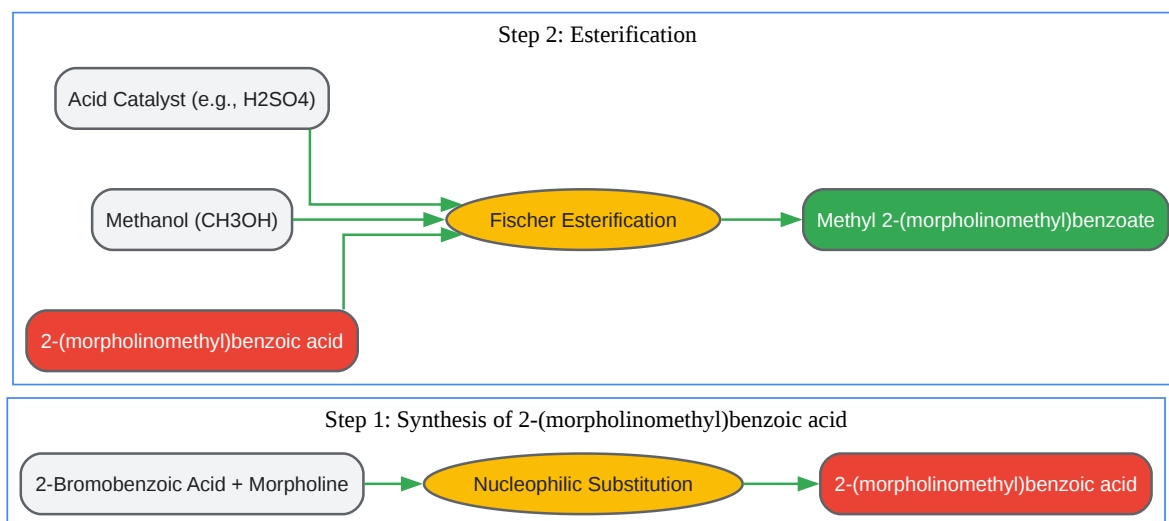 Step 2: Esterification
Acid Catalyst (e.g., H2SO4)
Methanol (CH3OH)
Fischer Esterification
Methyl 2-(morpholinomethyl)benzoate
2-(morpholinomethyl)benzoic acid
Step 1: Synthesis of 2-(morpholinomethyl)benzoic acid
2-Bromobenzoic Acid + Morpholine
Nucleophilic Substitution
2-(morpholinomethyl)benzoic acid